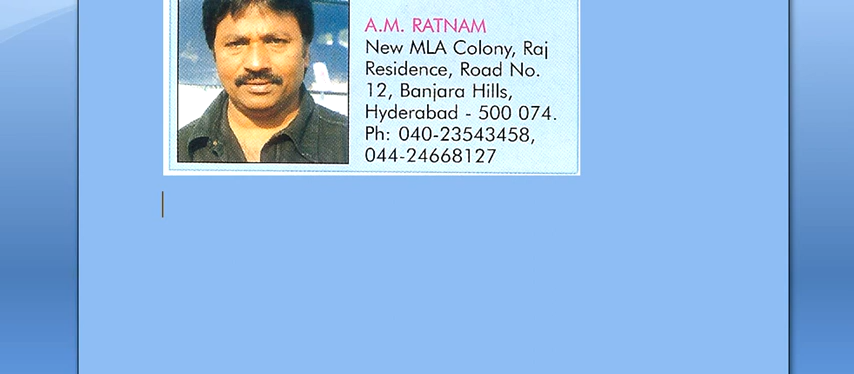 A.M. RATNAM
New MLA Colony, Raj
Residence, Road No.
12, Banjara Hills,
Hyderabad - 500 074.
Ph: 040-23543458,
044-24668127